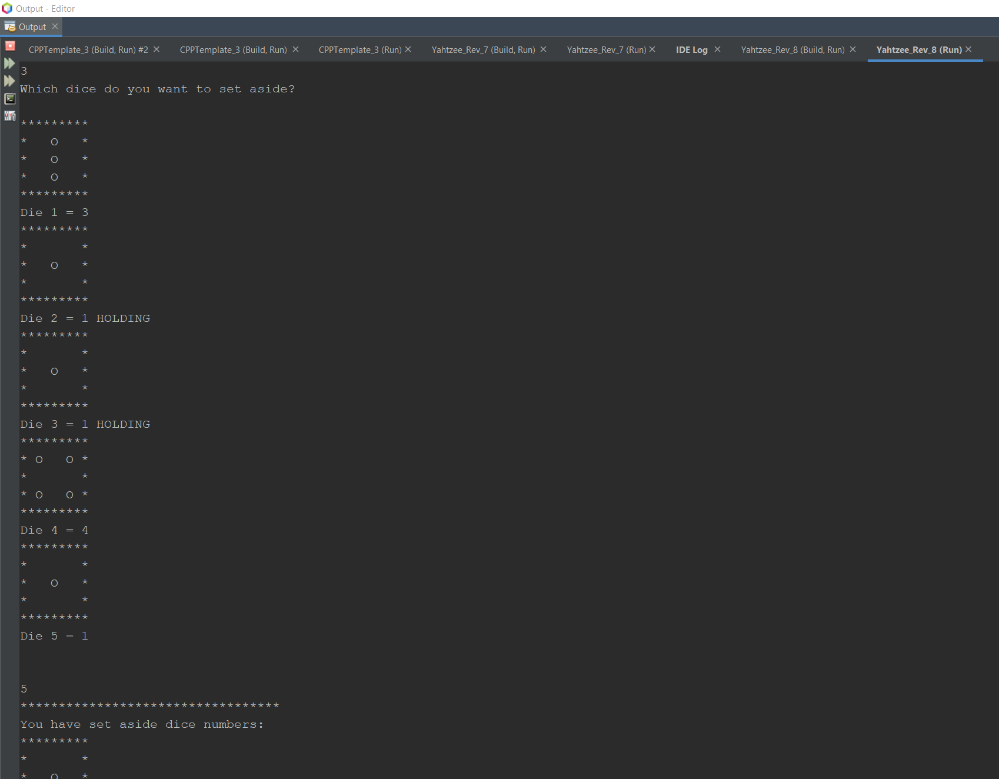 Output - Editor
Output
CPPTemplate_3 (Build, Run) #2 CPPTemplate_3 (Build, Run) CPPTemplate_3 (Run) Yahtzee_Rev_7 (Build, Run) Yahtzee_Rev_7 (Run) IDE Log Yahtzee_Rev_8 (Build, Run) Yahtzee_Rev_8 (Run)
3
Which dice do you want to set aside?
*********
*   O   *
*   O   *
*   O   *
*********
Die 1 = 3
*********
*       *
*   O   *
*       *
*********
Die 2 = 1 HOLDING
*********
*       *
*   O   *
*       *
*********
Die 3 = 1 HOLDING
*********
* O   O *
*       *
* O   O *
*********
Die 4 = 4
*********
*       *
*   O   *
*       *
*********
Die 5 = 1
5
**********************************
You have set aside dice numbers:
*********
*       *
*   O   *